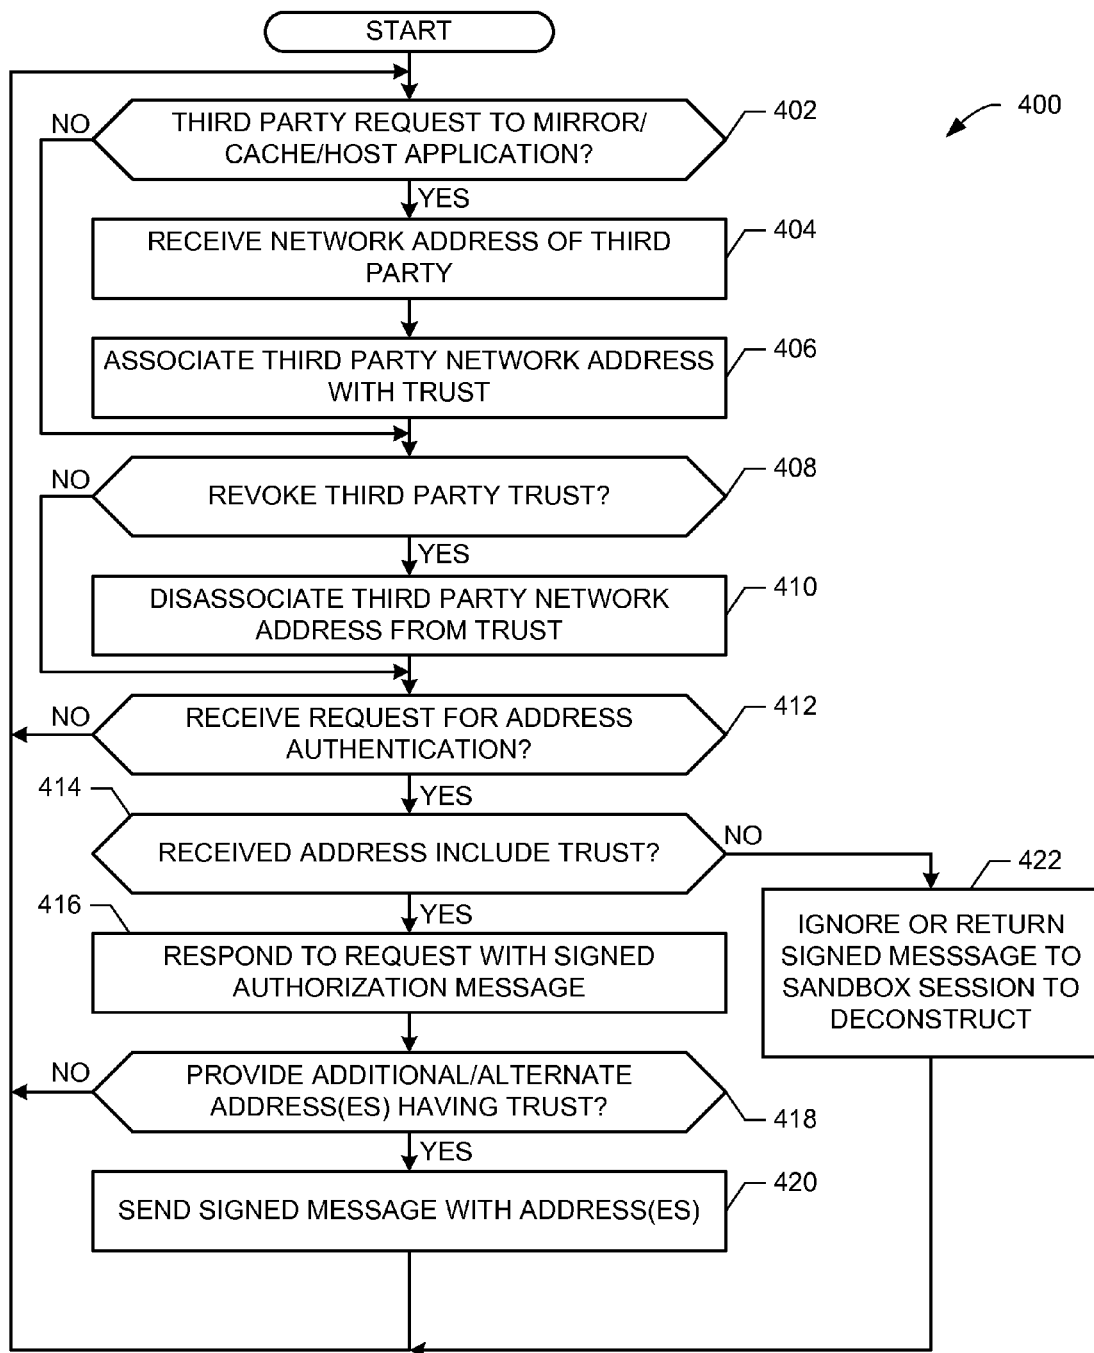 START
THIRD PARTY REQUEST TO MIRROR/
CACHE/HOST APPLICATION?
NO
402
400
YES
RECEIVE NETWORK ADDRESS OF THIRD
PARTY
404
ASSOCIATE THIRD PARTY NETWORK ADDRESS
WITH TRUST
406
NO
REVOKE THIRD PARTY TRUST?
408
YES
DISASSOCIATE THIRD PARTY NETWORK
ADDRESS FROM TRUST
410
NO
RECEIVE REQUEST FOR ADDRESS
AUTHENTICATION?
412
YES
414
RECEIVED ADDRESS INCLUDE TRUST?
NO
422
IGNORE OR RETURN
SIGNED MESSSAGE TO
SANDBOX SESSION TO
DECONSTRUCT
YES
416
RESPOND TO REQUEST WITH SIGNED
AUTHORIZATION MESSAGE
NO
PROVIDE ADDITIONAL/ALTERNATE
ADDRESS(ES) HAVING TRUST?
418
YES
SEND SIGNED MESSAGE WITH ADDRESS(ES)
420